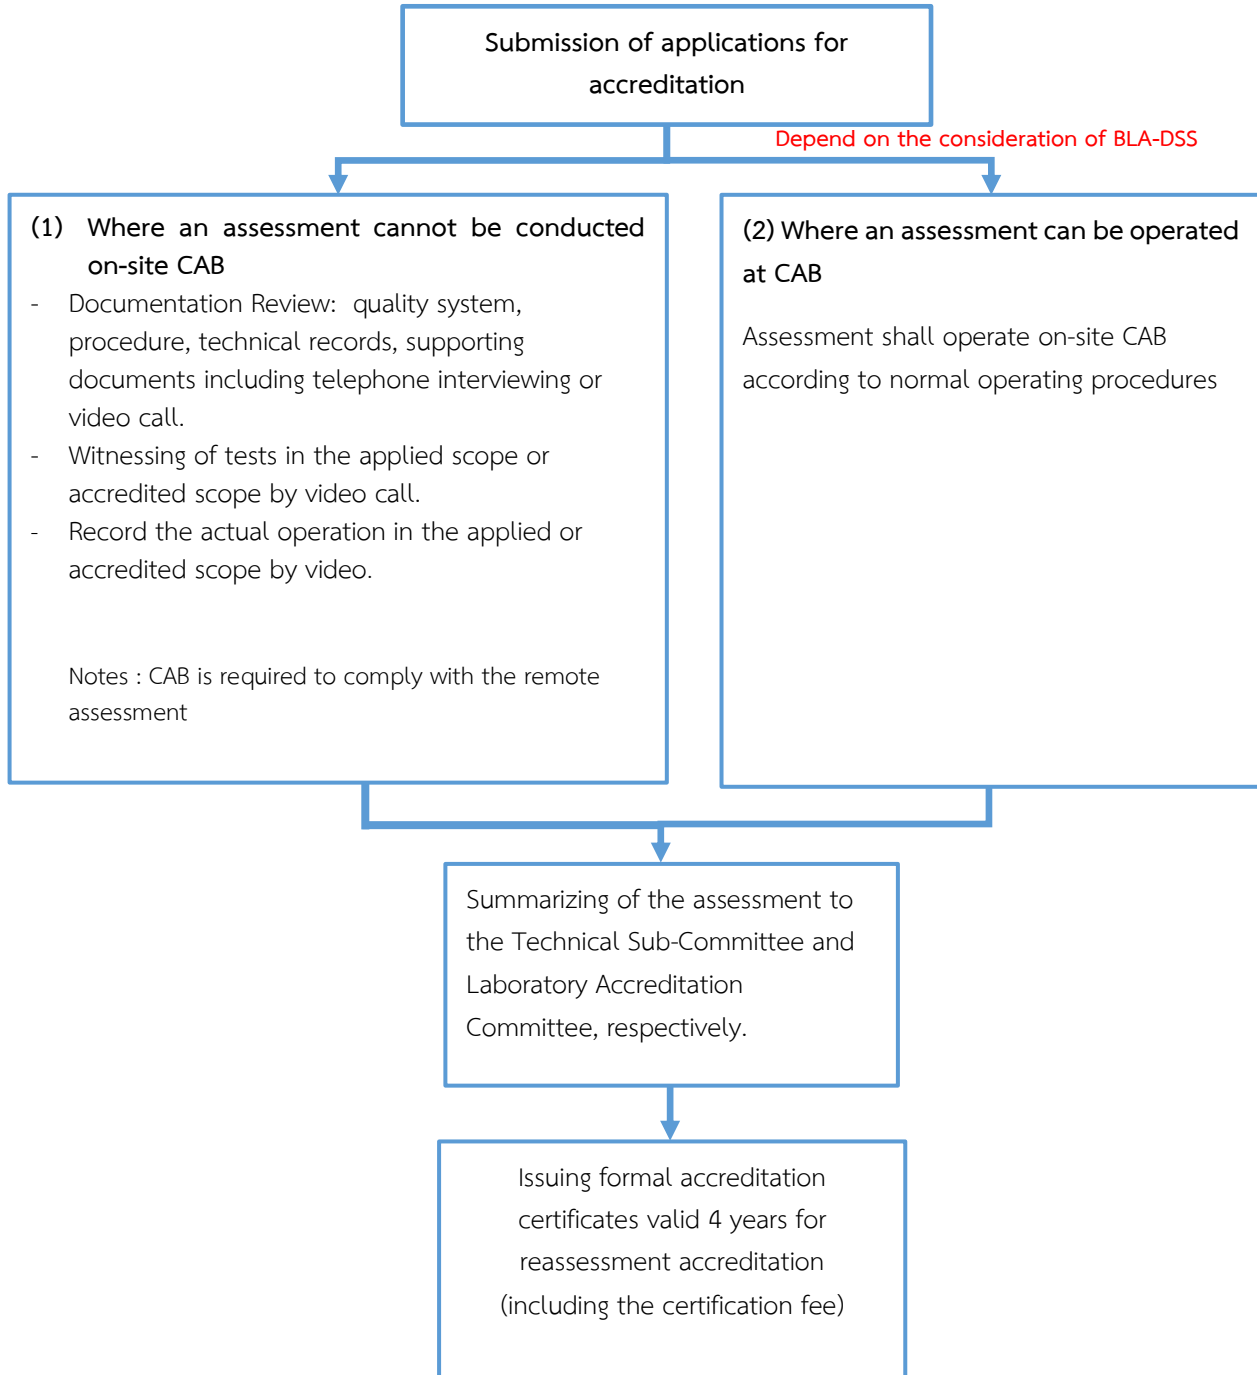 Submission of applications for
accreditation
Depend on the consideration of BLA-DSS
(1) Where an assessment cannot be conducted
on-site CAB
- Documentation Review: quality system,
procedure, technical records, supporting
documents including telephone interviewing or
video call.
- Witnessing of tests in the applied scope or
accredited scope by video call.
- Record the actual operation in the applied or
accredited scope by video.
Notes : CAB is required to comply with the remote
assessment
(2) Where an assessment can be operated
at CAB
Assessment shall operate on-site CAB
according to normal operating procedures
Summarizing of the assessment to
the Technical Sub-Committee and
Laboratory Accreditation
Committee, respectively.
Issuing formal accreditation
certificates valid 4 years for
reassessment accreditation
(including the certification fee)